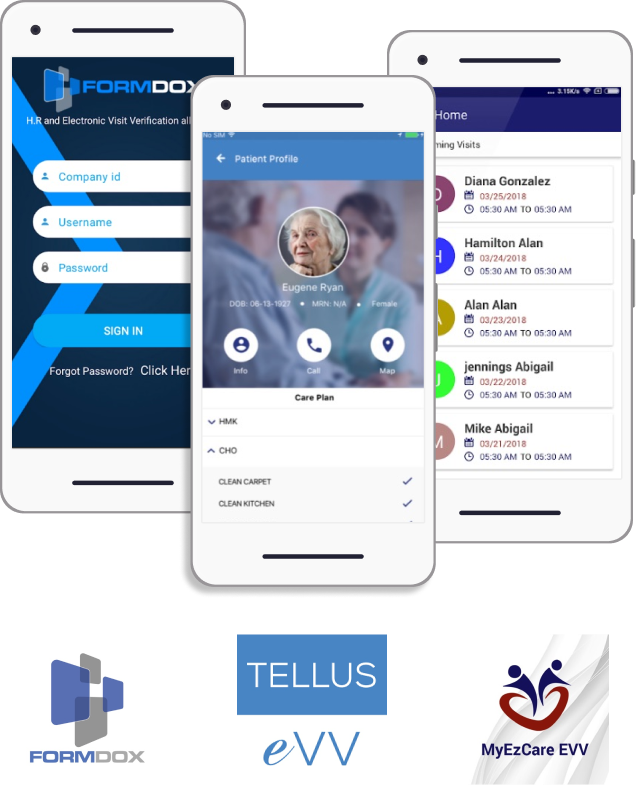 FORMDOX
H.R and Electronic Visit Verification all
Company id
Username
Password
SIGN IN
Forgot Password? Click Her
No SIM
Patient Profile
Eugene Ryan
DOB: 06-13-1927 • MRN: N/A • Female
Info Call Map
Care Plan
HMK
CHO
CLEAN CARPET
CLEAN KITCHEN
... 3.15K/s
Home
ming Visits
D
Diana Gonzalez
03/25/2018
05:30 AM TO 05:30 AM
H
Hamilton Alan
03/24/2018
05:30 AM TO 05:30 AM
A
Alan Alan
03/23/2018
05:30 AM TO 05:30 AM
J
jennings Abigail
03/22/2018
05:30 AM TO 05:30 AM
M
Mike Abigail
03/21/2018
05:30 AM TO 05:30 AM
FORMDOX
TELLUS
eVV
MyEzCare EVV